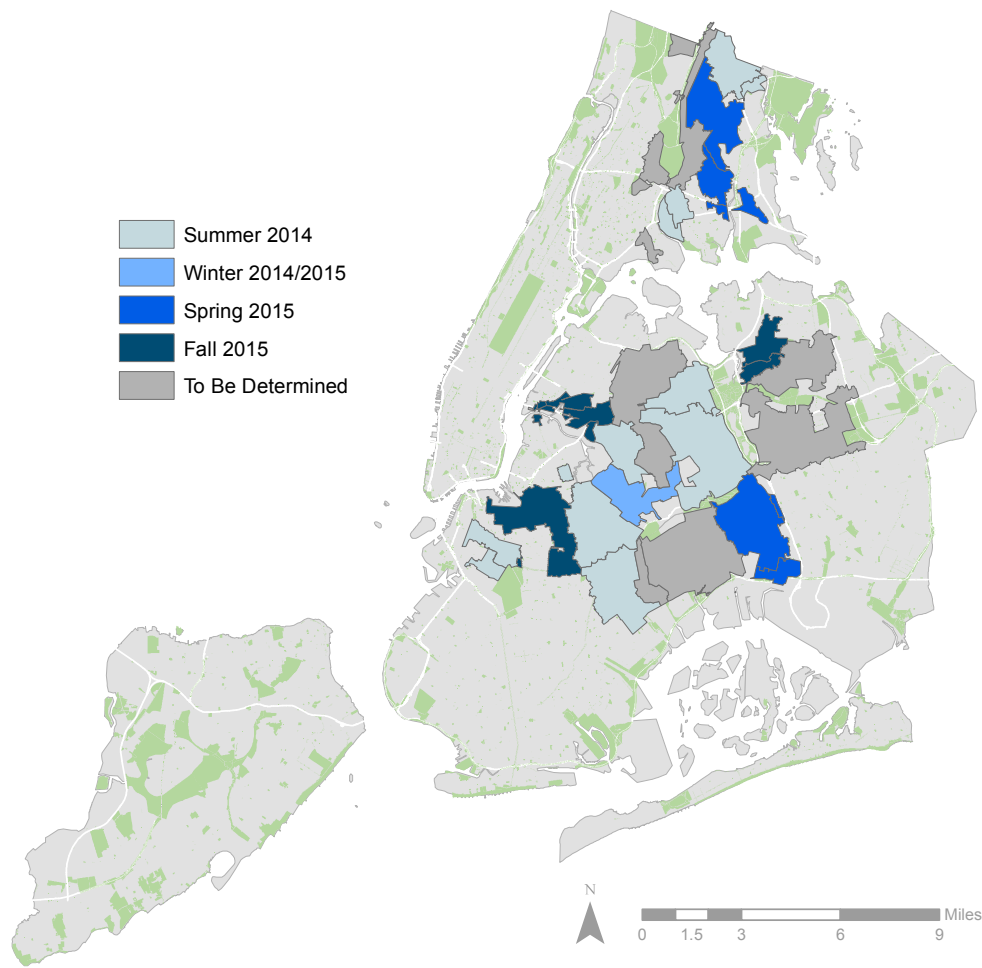 Summer 2014
Winter 2014/2015
Spring 2015
Fall 2015
To Be Determined
N
Miles
0 1.5 3 6 9